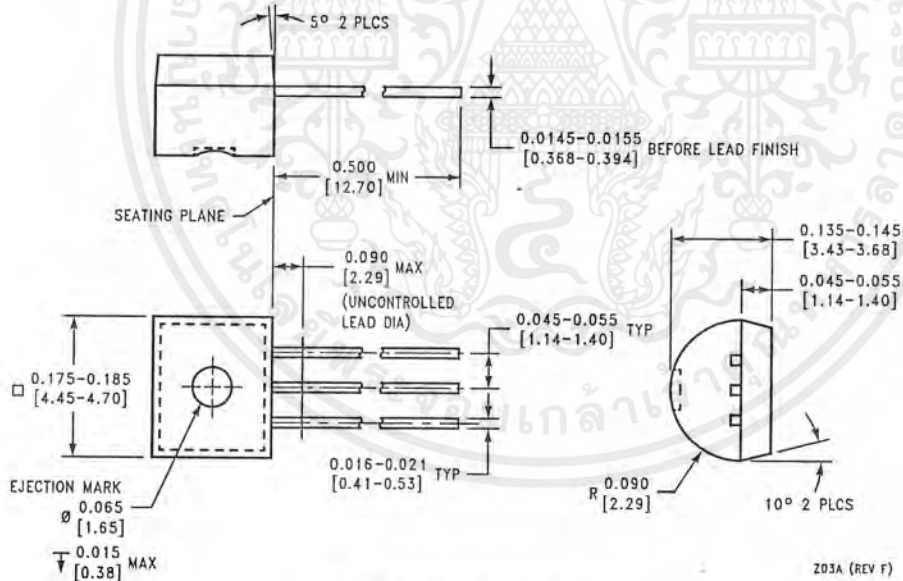 5° 2 PLCS
0.0145-0.0155
[0.368-0.394] BEFORE LEAD FINISH
0.500
[12.70] MIN
SEATING PLANE
0.135-0.145
[3.43-3.68]
0.090
[2.29] MAX
(UNCONTROLLED
LEAD DIA)
0.045-0.055
[1.14-1.40]
0.045-0.055
[1.14-1.40] TYP
□ 0.175-0.185
[4.45-4.70]
0.016-0.021
[0.41-0.53] TYP
EJECTION MARK
Ø 0.065
[1.65]
R 0.090
[2.29]
10° 2 PLCS
↧ 0.015
[0.38] MAX
Z03A (REV F)